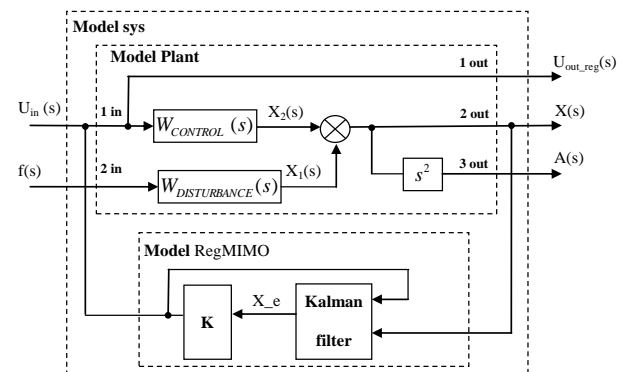 Model sys
Model Plant
1 out
U_out_reg(s)
U_in (s)
1 in
W_CONTROL (s)
X_2(s)
2 out
X(s)
f(s)
2 in
W_DISTURBANCE (s)
X_1(s)
s^2
3 out
A(s)
Model RegMIMO
K
X_e
Kalman
filter